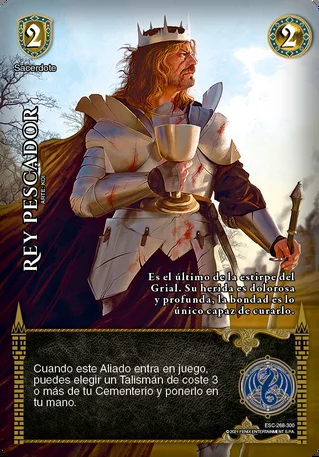 2
2
Sacerdote
REY PESCADOR
ARTE: KOI
Es el último de la estirpe del
Grial. Su herida es dolorosa
y profunda, la bondad es lo
único capaz de curarlo.
Cuando este Aliado entra en juego,
puedes elegir un Talismán de coste 3
o más de tu Cementerio y ponerlo en
tu mano.
ESC-268-300
©2021 FENIX ENTERTAINMENT S.P.A.